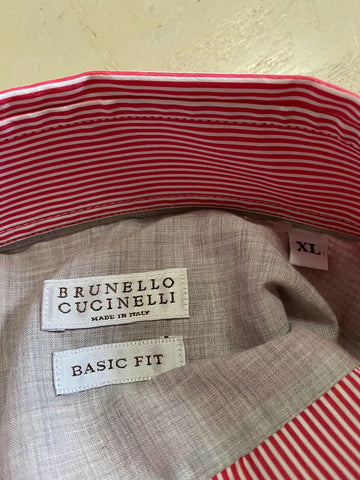 XL
BRUNELLO
CUCINELLI
MADE IN ITALY
BASIC FIT